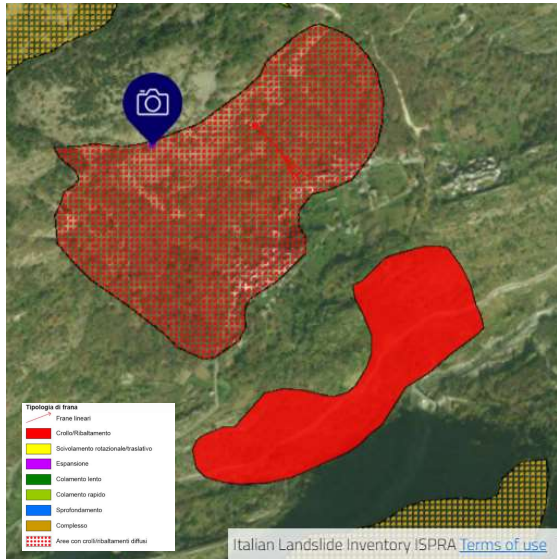 Tipologia di frana
Frane lineari
Crollo/Ribaltamento
Scivolamento rotazionale/traslativo
Espansione
Colamento lento
Colamento rapido
Sprofondamento
Complesso
Aree con crolli/ribaltamenti diffusi
Italian Landslide Inventory ISPRA Terms of use